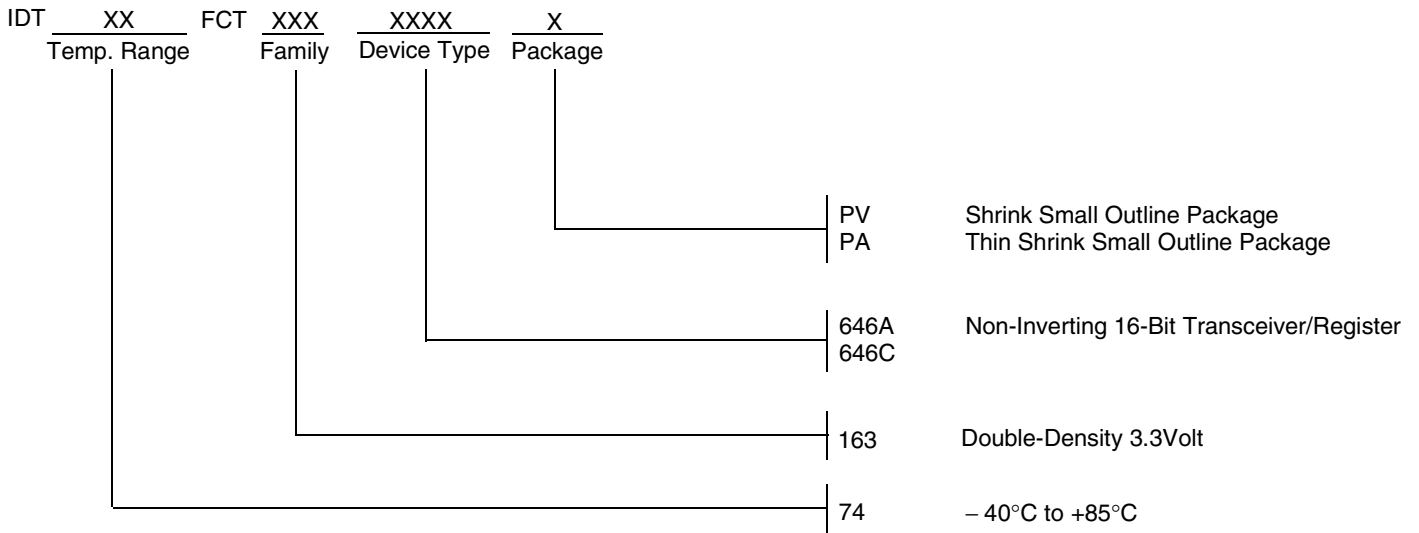 IDT XX FCT XXX XXXX X
Temp. Range Family Device Type Package
PV Shrink Small Outline Package
PA Thin Shrink Small Outline Package
646A Non-Inverting 16-Bit Transceiver/Register
646C
163 Double-Density 3.3Volt
74 – 40°C to +85°C